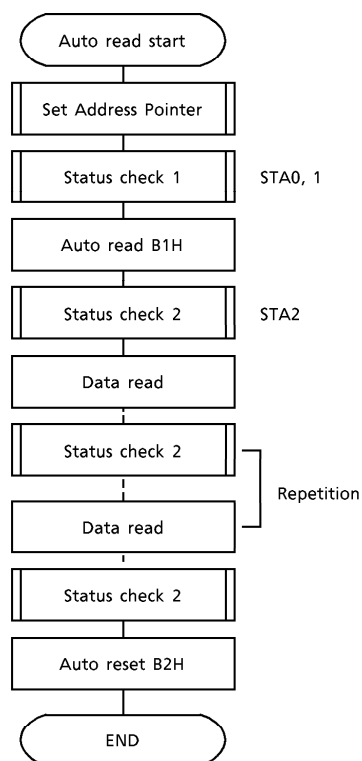 Auto read start
Set Address Pointer
Status check 1
STA0, 1
Auto read B1H
Status check 2
STA2
Data read
Status check 2
Repetition
Data read
Status check 2
Auto reset B2H
END